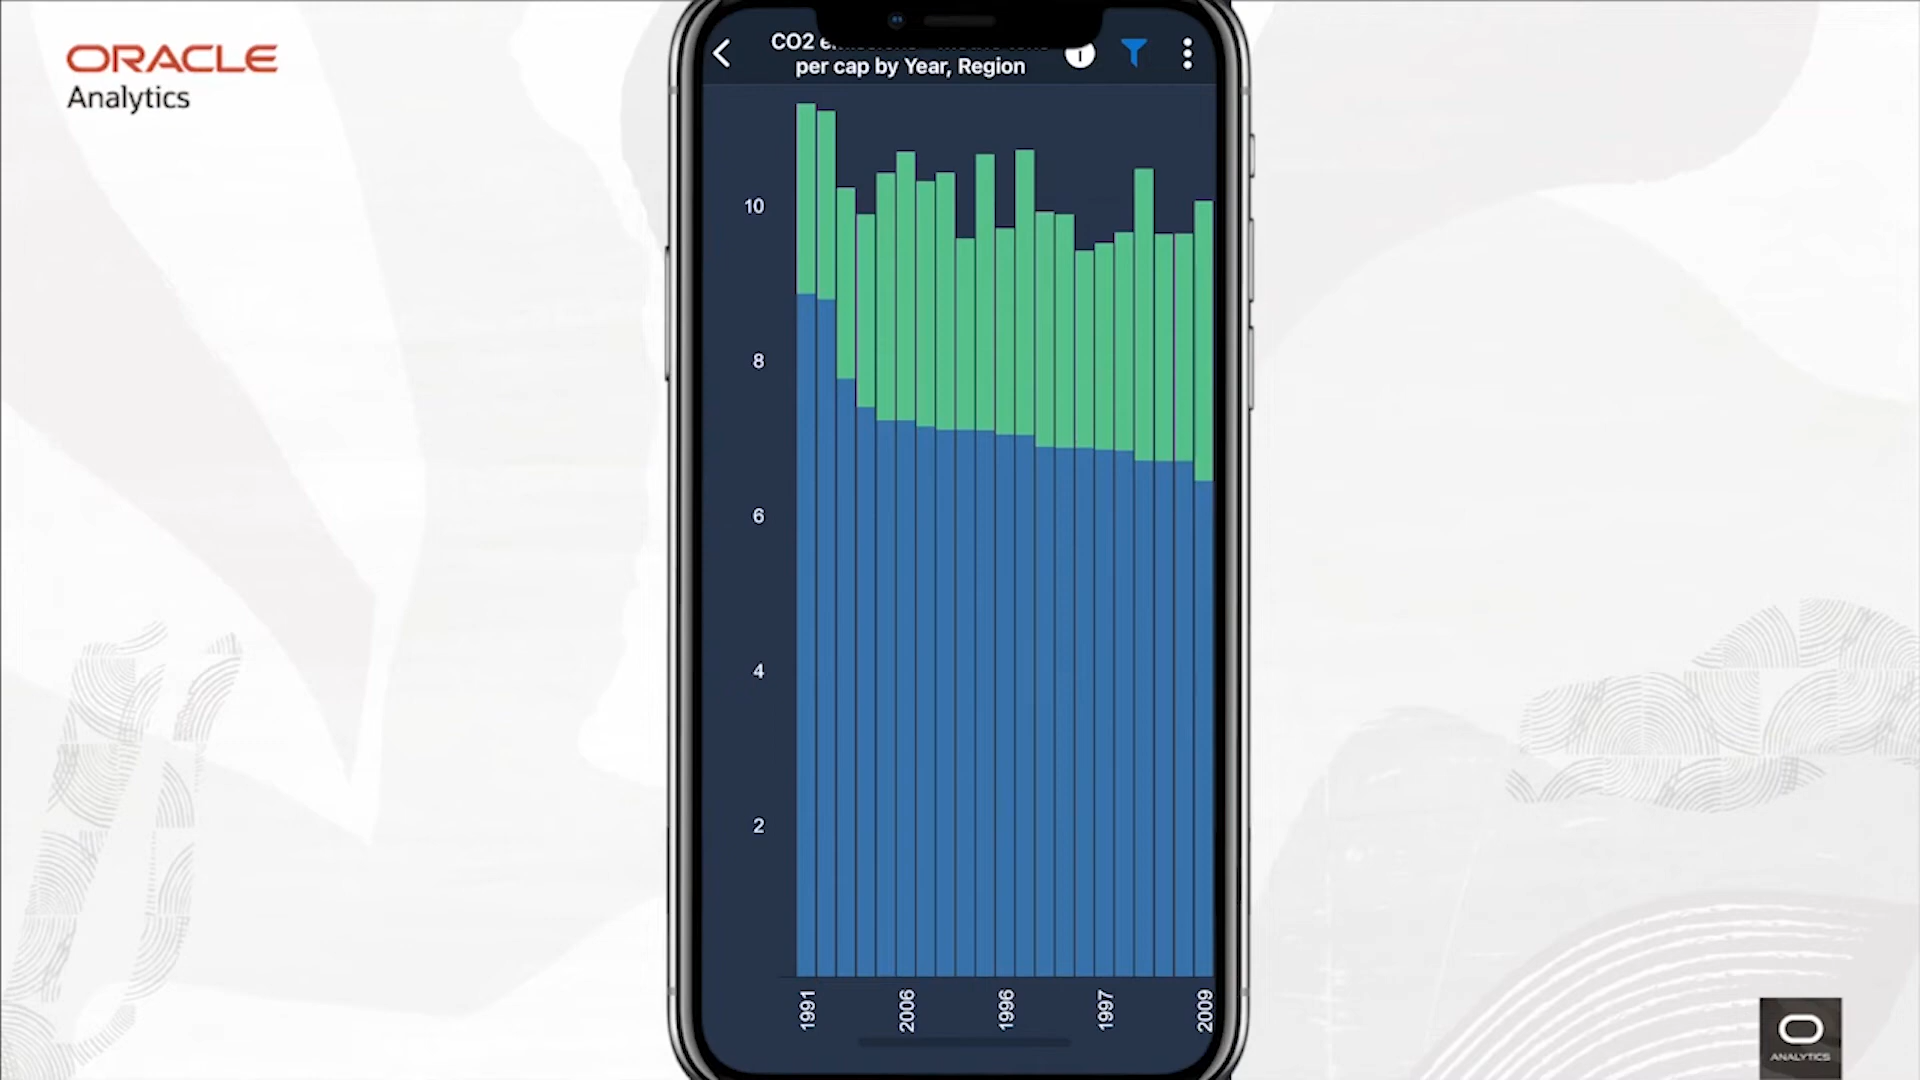 ORACLE
Analytics
CO2
per cap by Year, Region
10
8
6
4
2
1991
2006
1996
1997
2009
ANALYTICS